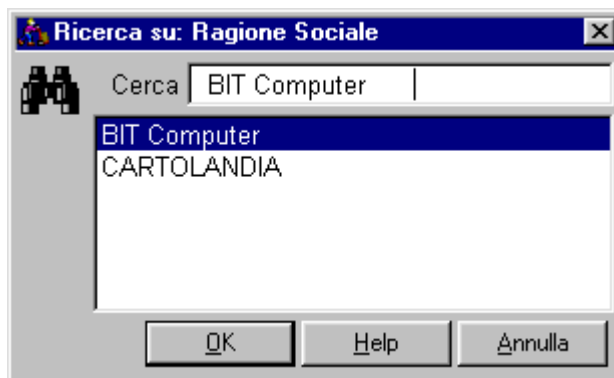 Ricerca su: Ragione Sociale
Cerca BIT Computer
BIT Computer
CARTOLANDIA
OK Help Annulla